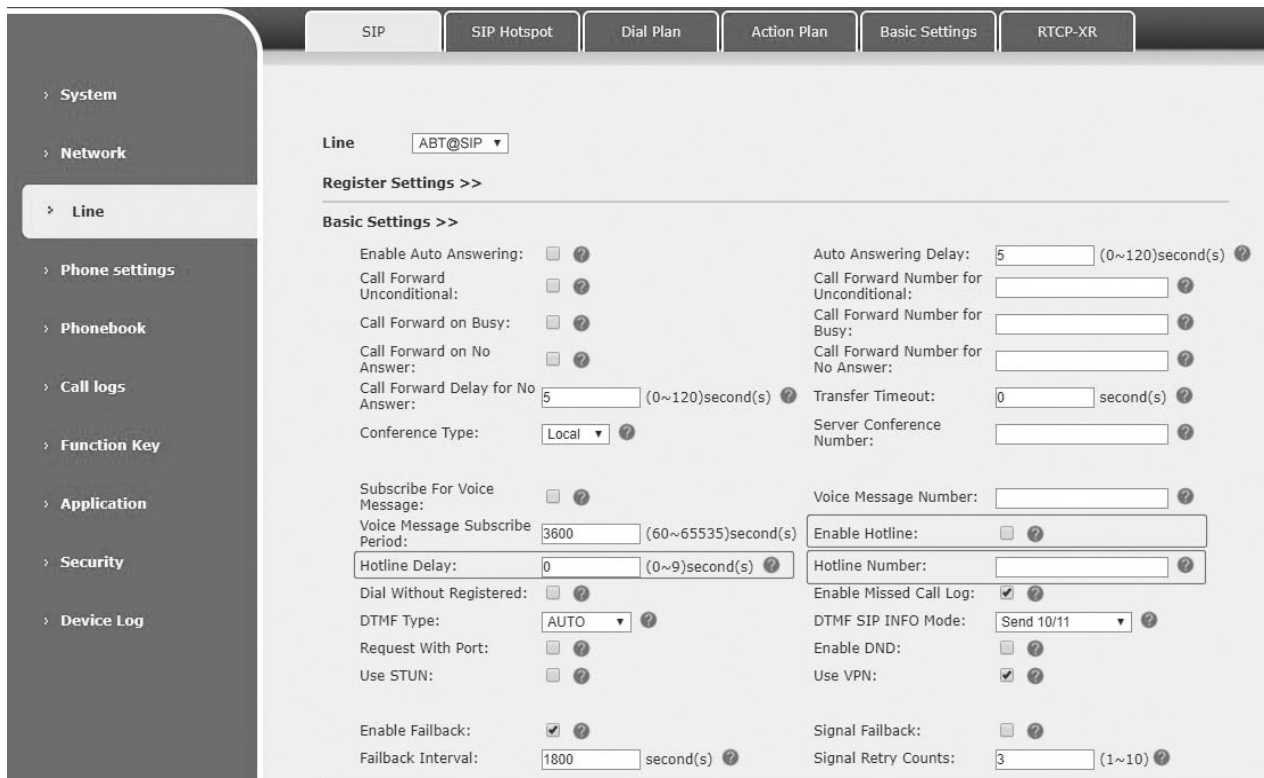 SIP
SIP Hotspot
Dial Plan
Action Plan
Basic Settings
RTCP-XR
› System
› Network
› Line
› Phone settings
› Phonebook
› Call logs
› Function Key
› Application
› Security
› Device Log
Line ABT@SIP
Register Settings >>
Basic Settings >>
Enable Auto Answering:
Auto Answering Delay: 5 (0~120)second(s)
Call Forward
Unconditional:
Call Forward Number for
Unconditional:
Call Forward on Busy:
Call Forward Number for
Busy:
Call Forward on No
Answer:
Call Forward Number for
No Answer:
Call Forward Delay for No
Answer: 5 (0~120)second(s)
Transfer Timeout: 0 second(s)
Conference Type: Local
Server Conference
Number:
Subscribe For Voice
Message:
Voice Message Number:
Voice Message Subscribe
Period: 3600 (60~65535)second(s)
Enable Hotline:
Hotline Delay: 0 (0~9)second(s)
Hotline Number:
Dial Without Registered:
Enable Missed Call Log:
DTMF Type: AUTO
DTMF SIP INFO Mode: Send 10/11
Request With Port:
Enable DND:
Use STUN:
Use VPN:
Enable Failback:
Signal Failback:
Failback Interval: 1800 second(s)
Signal Retry Counts: 3 (1~10)